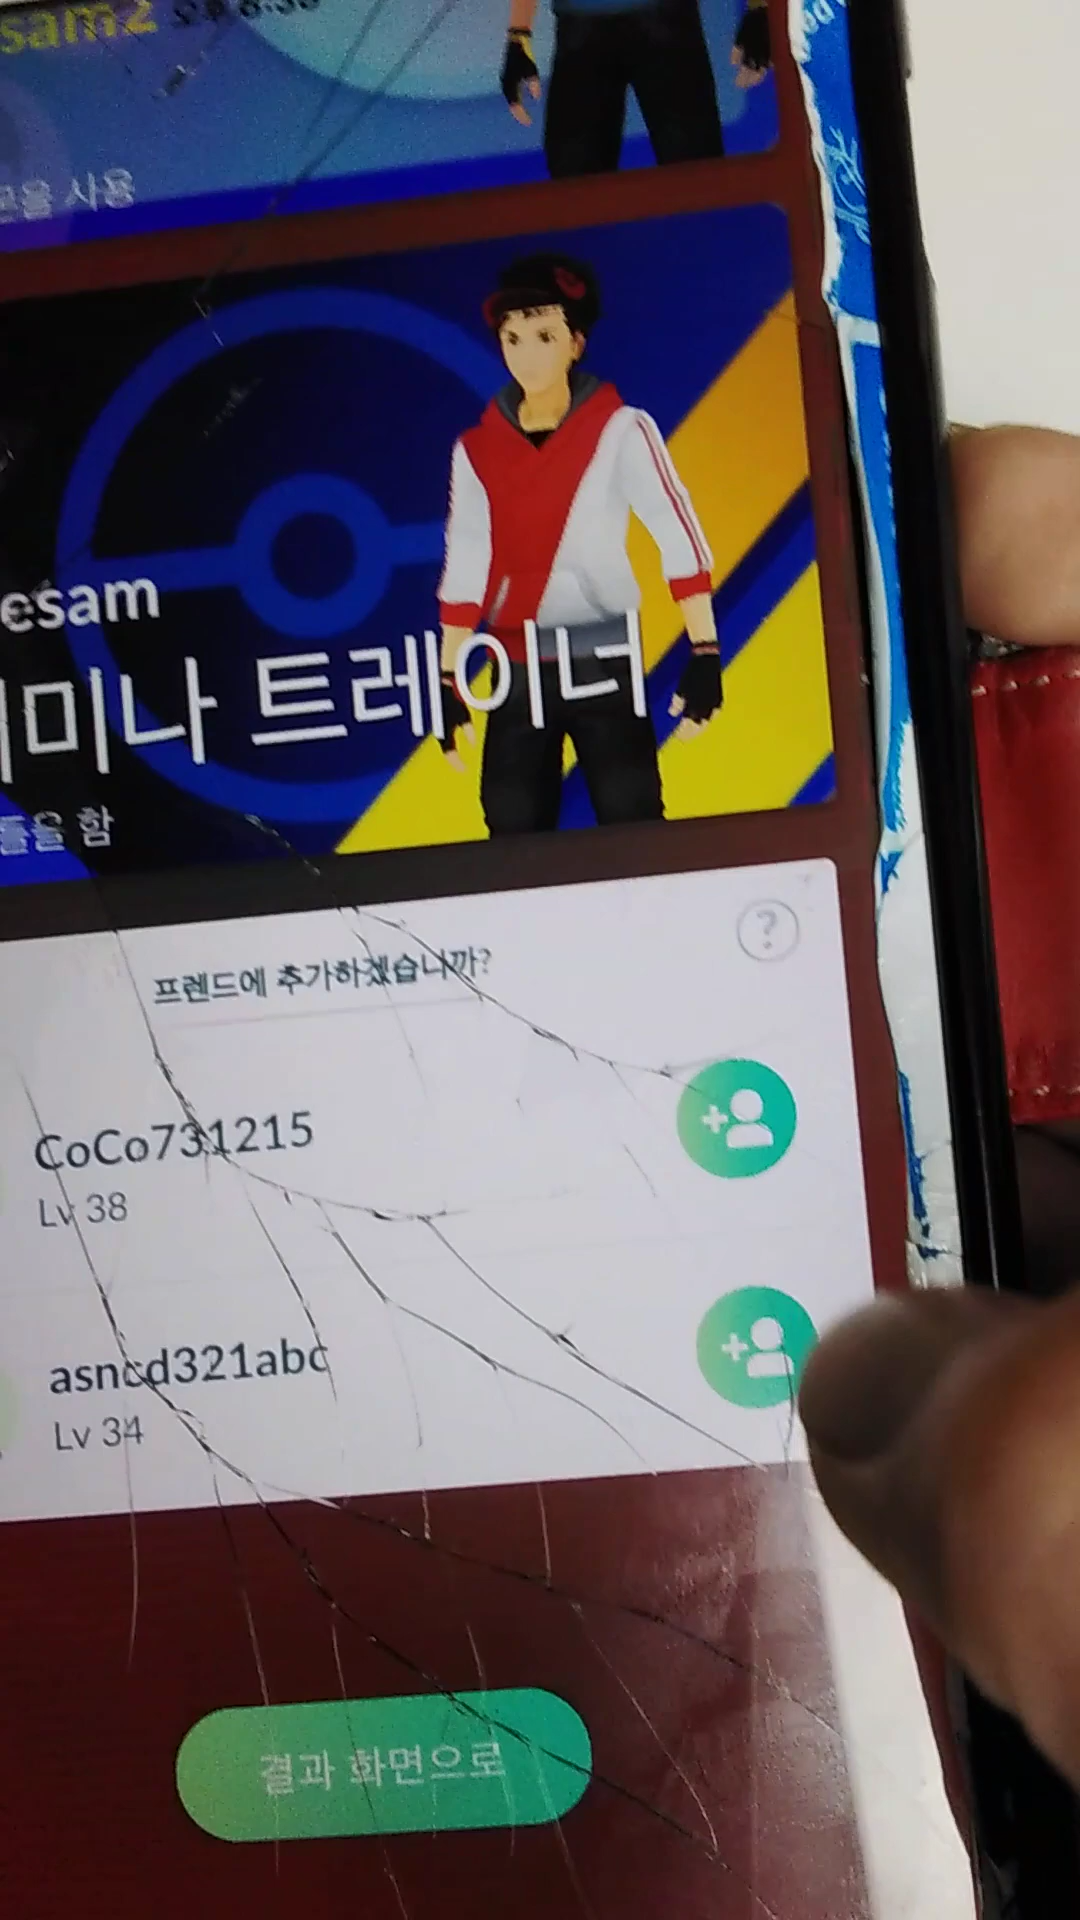 sam2
사용
esam
미나 트레이너
들을 함
프렌드에 추가하겠습니까?
?
CoCo731215
Lv 38
asncd321abc
Lv 34
결과 화면으로